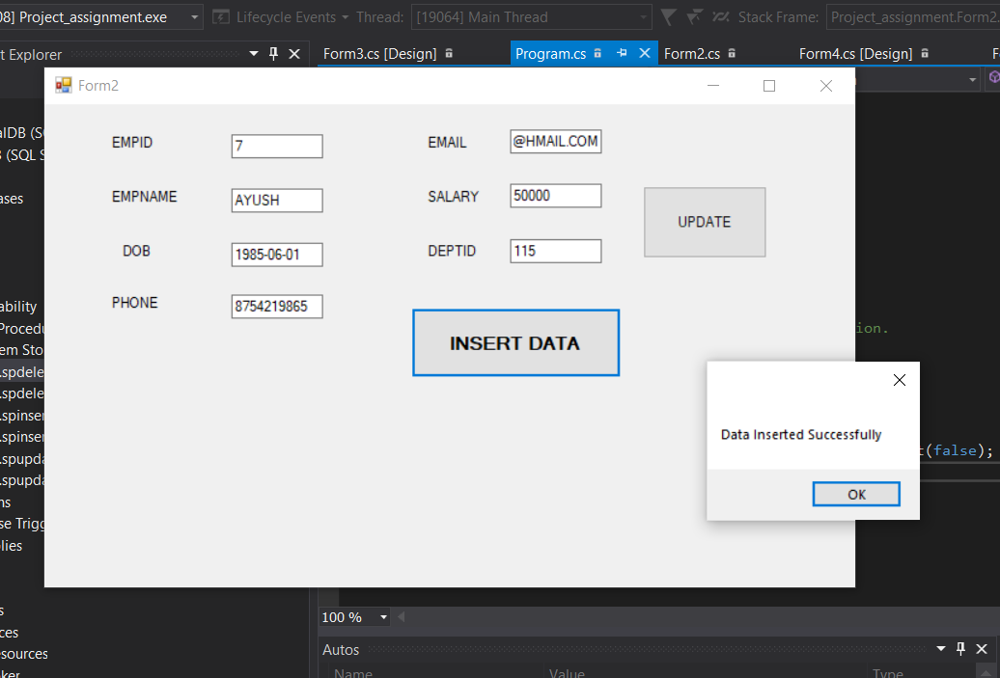 08] Project_assignment.exe Lifecycle Events Thread: [19064] Main Thread Stack Frame: Project_assignment.Form2.
t Explorer Form3.cs [Design] Program.cs Form2.cs Form4.cs [Design] F
Form2
EMPID 7 EMAIL @HMAIL.COM
EMPNAME AYUSH SALARY 50000
UPDATE
DOB 1985-06-01 DEPTID 115
PHONE 8754219865
INSERT DATA
Data Inserted Successfully
OK
alDB (S
(SQL S
ases
ability
Procedu
em Sto
.spdele
.spdele
.spinser
.spinser
.spupda
.spupda
ns
se Trigg
lies
s
ces
esources
ker
ion.
t(false);
100 %
Autos
Name Value Type